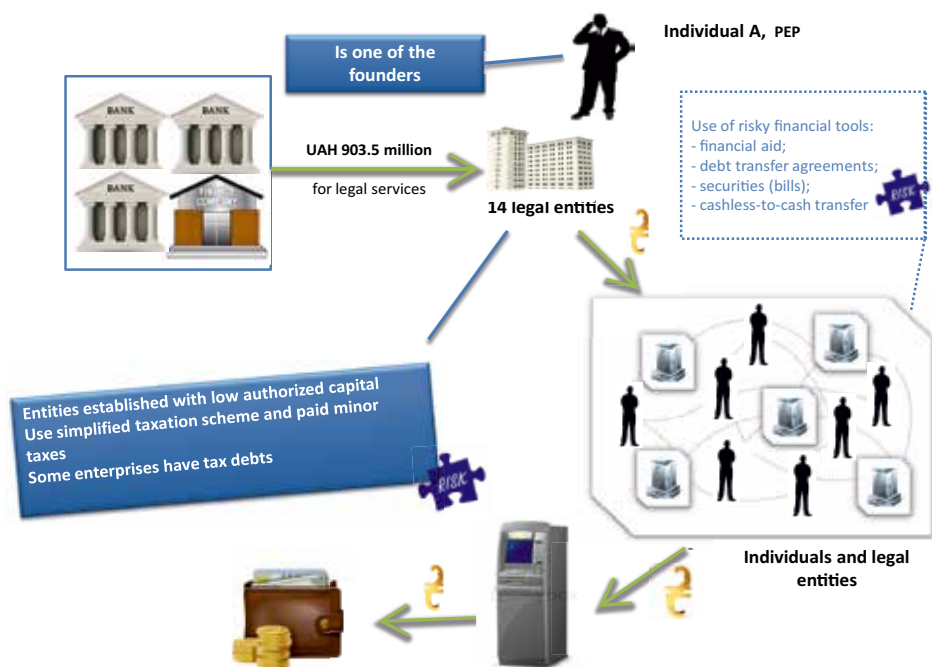 Is one of the
founders
Individual A, PEP
BANK
BANK
BANK
FINANCE
COMPANY
UAH 903.5 million
for legal services
14 legal entities
Use of risky financial tools:
- financial aid;
- debt transfer agreements;
- securities (bills);
- cashless-to-cash transfer
RISK
Entities established with low authorized capital
Use simplified taxation scheme and paid minor
taxes
Some enterprises have tax debts
RISK
Individuals and legal
entities